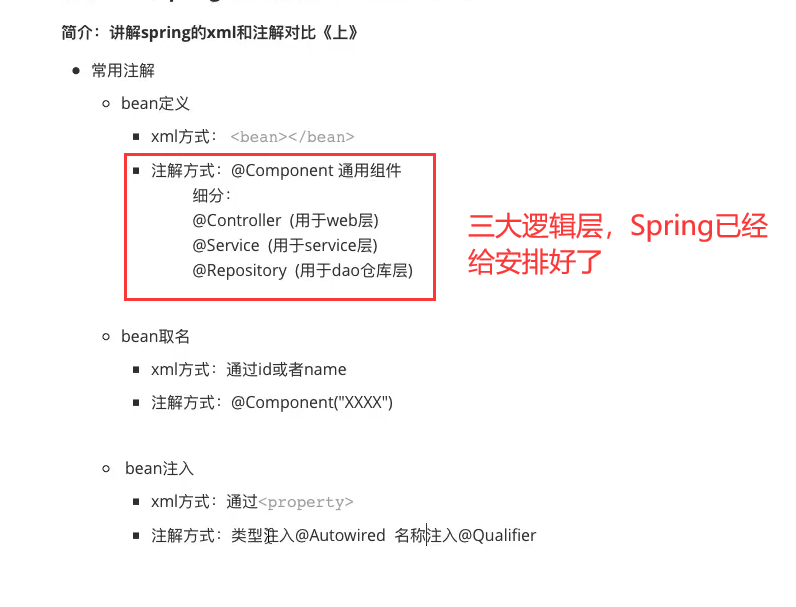 简介：讲解spring的xml和注解对比《上》
常用注解
bean定义
xml方式： <bean></bean>
注解方式：@Component 通用组件
细分：
@Controller (用于web层)
@Service (用于service层)
@Repository (用于dao仓库层)
三大逻辑层，Spring已经
给安排好了
bean取名
xml方式：通过id或者name
注解方式：@Component("XXXX")
bean注入
xml方式：通过<property>
注解方式：类型注入@Autowired 名称注入@Qualifier